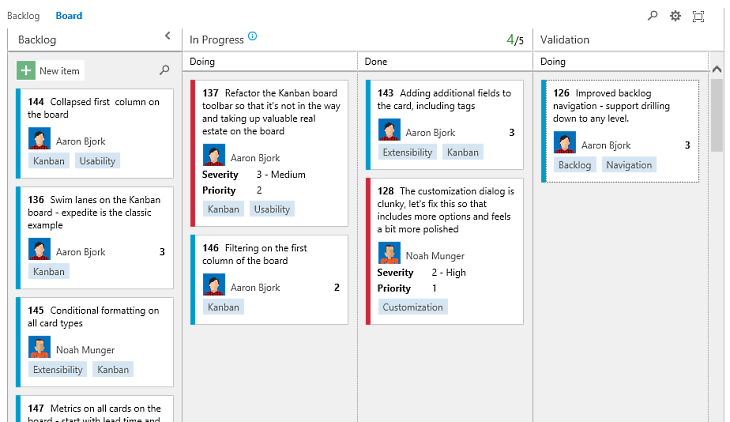 Backlog Board
Backlog
In Progress
4/5
Validation
New item
144 Collapsed first column on
the board
Aaron Bjork
Kanban Usability
136 Swim lanes on the Kanban
board - expedite is the classic
example
Aaron Bjork 3
Kanban
145 Conditional formatting on
all card types
Noah Munger
Extensibility Kanban
147 Metrics on all cards on the
board - start with lead time and
Doing
137 Refactor the Kanban board
toolbar so that it's not in the way
and taking up valuable real
estate on the board
Aaron Bjork
Severity 3 - Medium
Priority 2
Kanban Usability
146 Filtering on the first
column of the board
Aaron Bjork 2
Kanban
Done
143 Adding additional fields to
the card, including tags
Aaron Bjork 3
Extensibility Kanban
128 The customization dialog is
clunky, let's fix this so that
includes more options and feels
a bit more polished
Noah Munger
Severity 2 - High
Priority 1
Customization
Doing
126 Improved backlog
navigation - support drilling
down to any level.
Aaron Bjork 3
Backlog Navigation